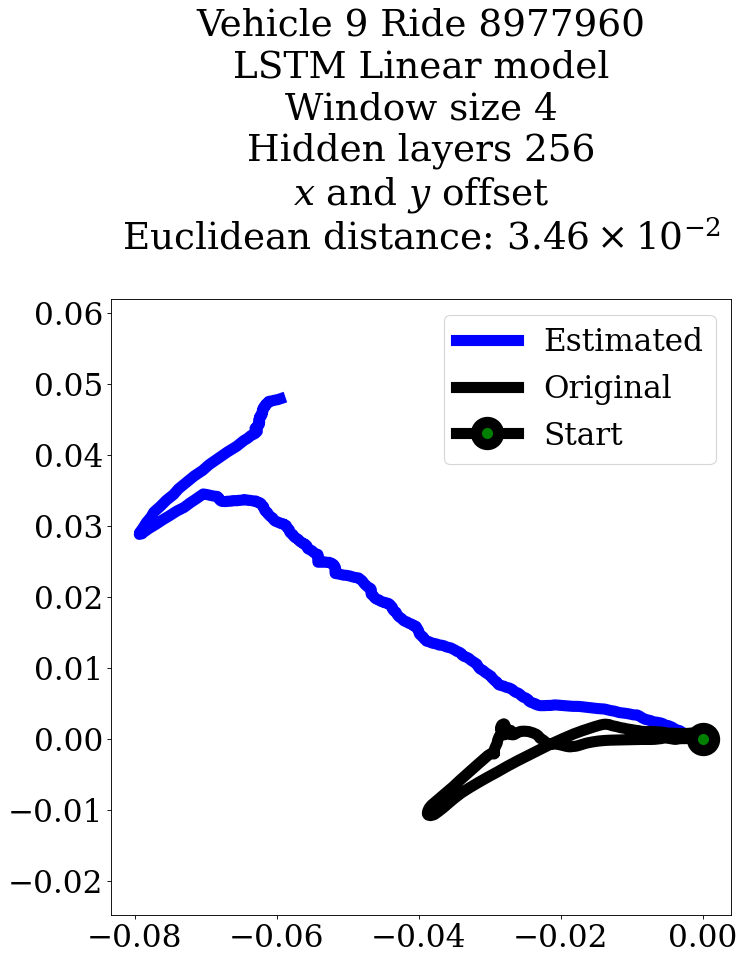 Vehicle 9 Ride 8977960
LSTM Linear model
Window size 4
Hidden layers 256
x and y offset
Euclidean distance: 3.46 × 10⁻²
Estimated
Original
Start
0.06
0.05
0.04
0.03
0.02
0.01
0.00
−0.01
−0.02
−0.08 −0.06 −0.04 −0.02 0.00